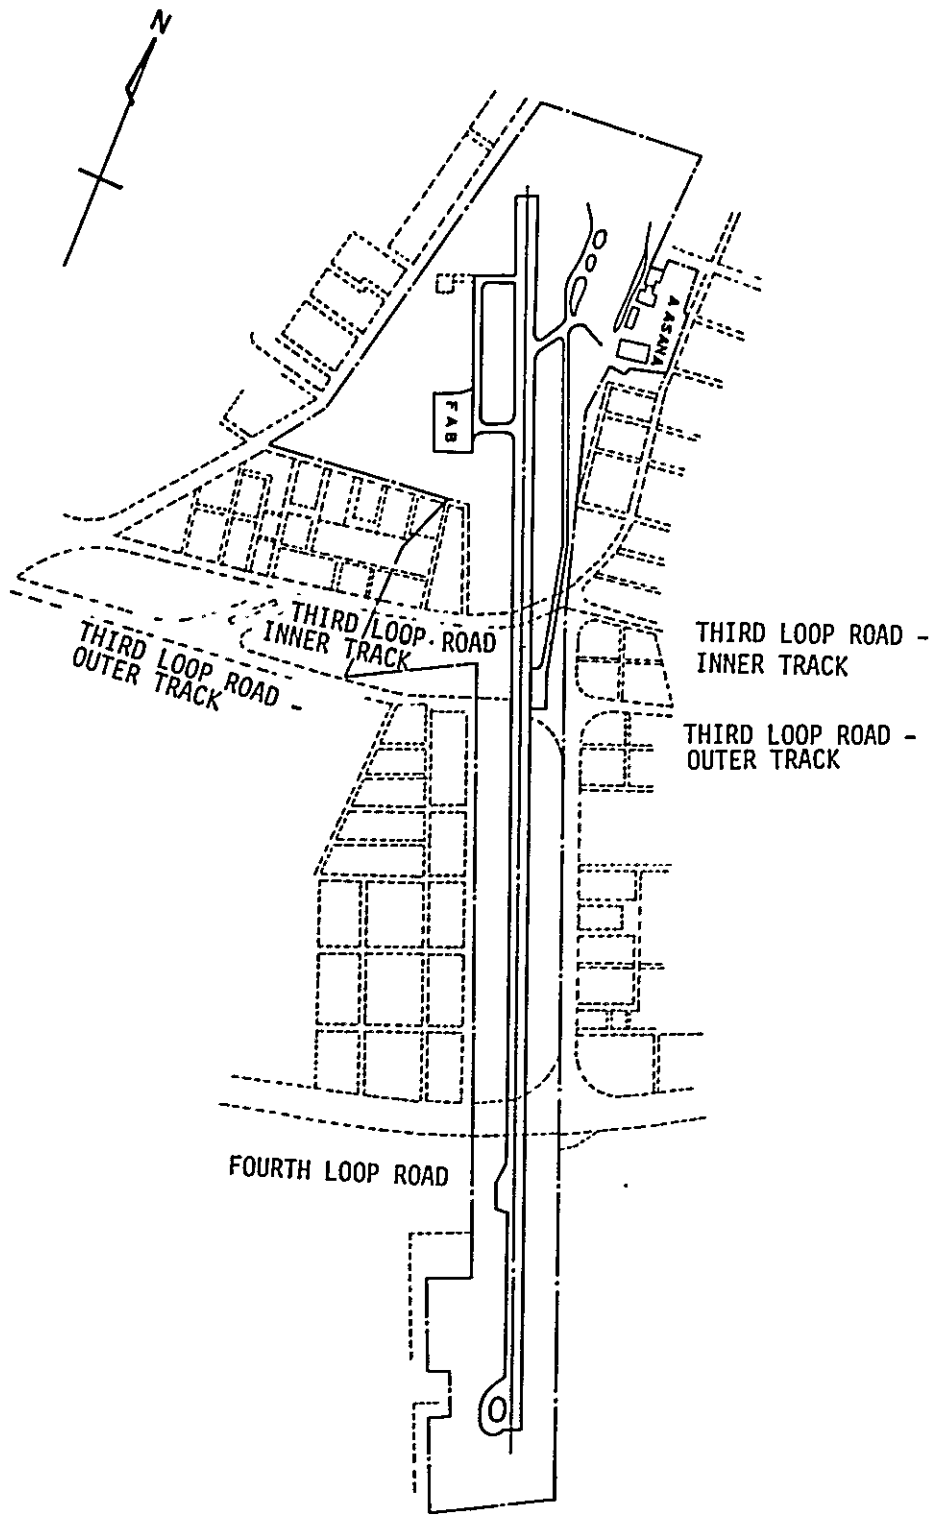 N
AASANA
FAB
THIRD LOOP ROAD
INNER TRACK
THIRD LOOP ROAD -
OUTER TRACK
THIRD LOOP ROAD -
INNER TRACK
THIRD LOOP ROAD -
OUTER TRACK
FOURTH LOOP ROAD